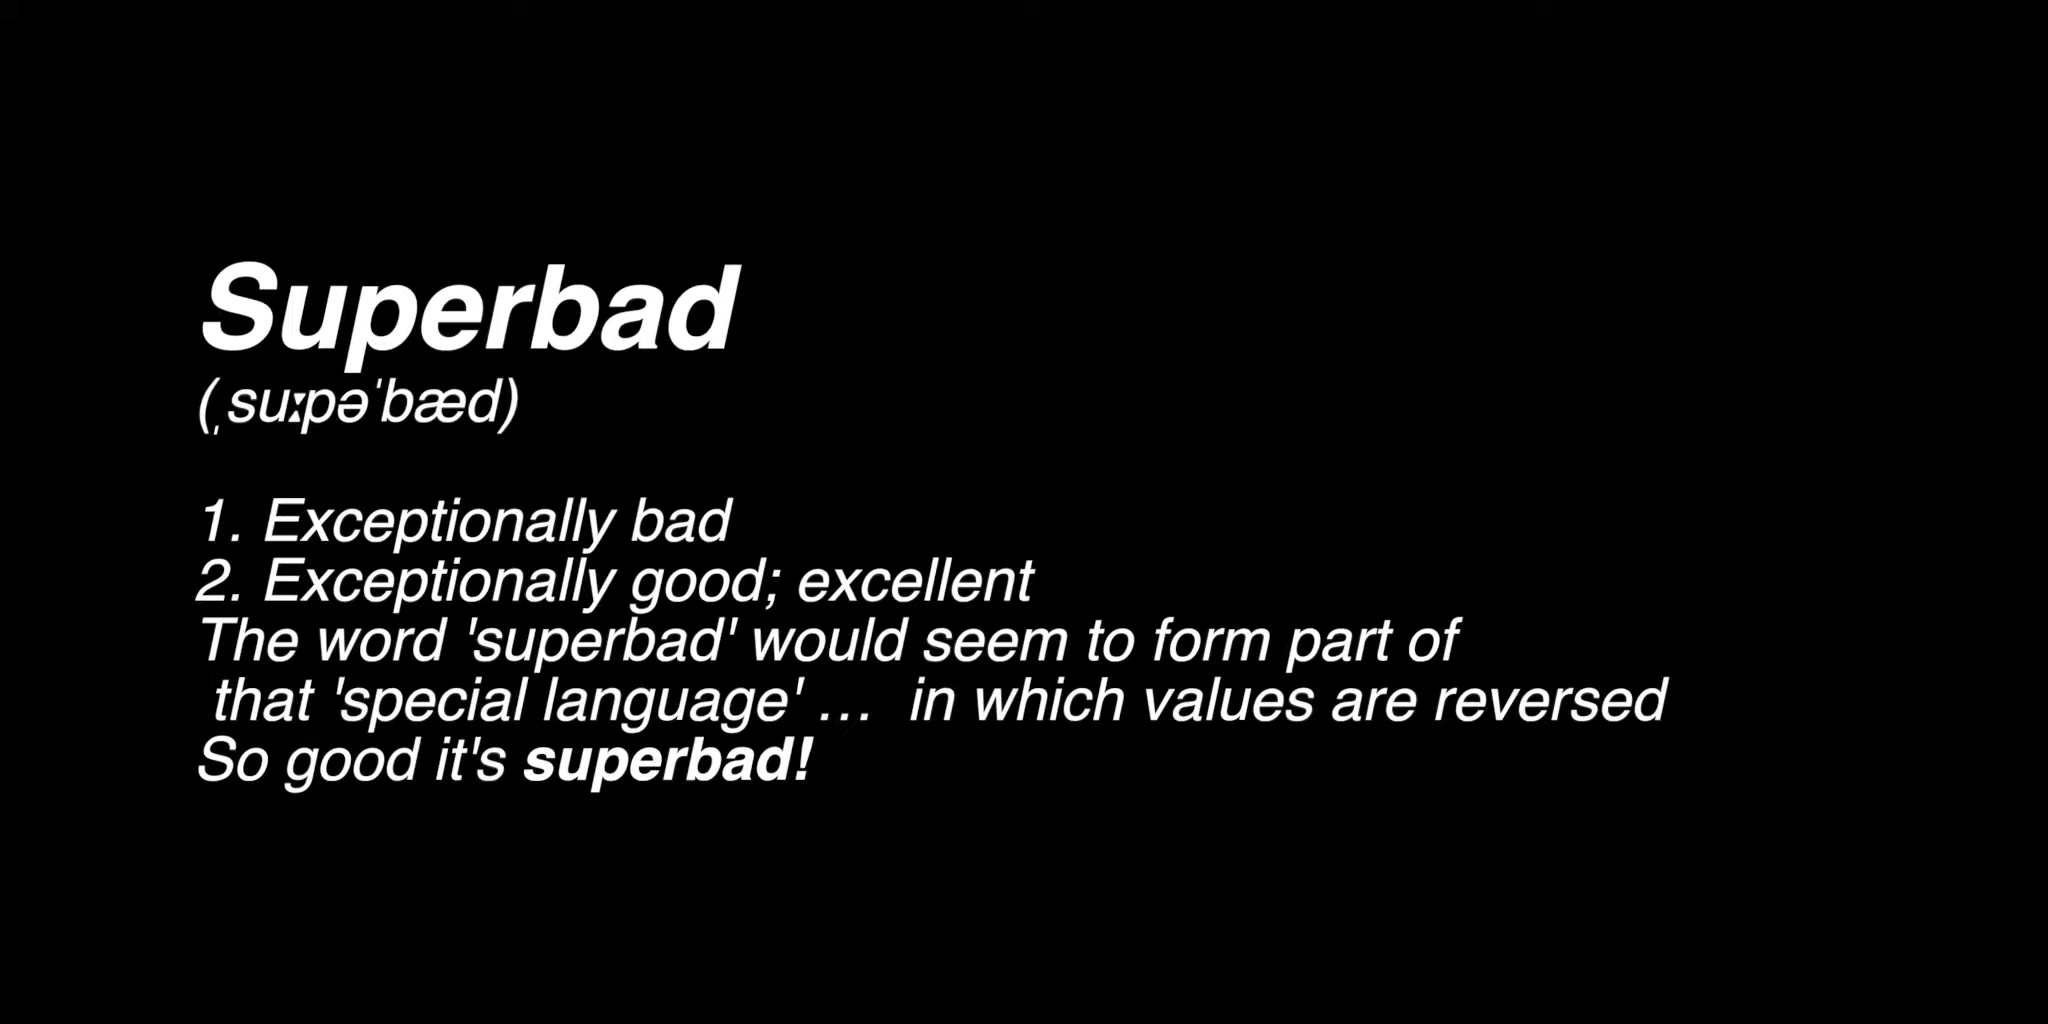 Superbad
(ˌsuːpəˈbæd)
1. Exceptionally bad
2. Exceptionally good; excellent
The word 'superbad' would seem to form part of
that 'special language' … in which values are reversed
So good it's superbad!